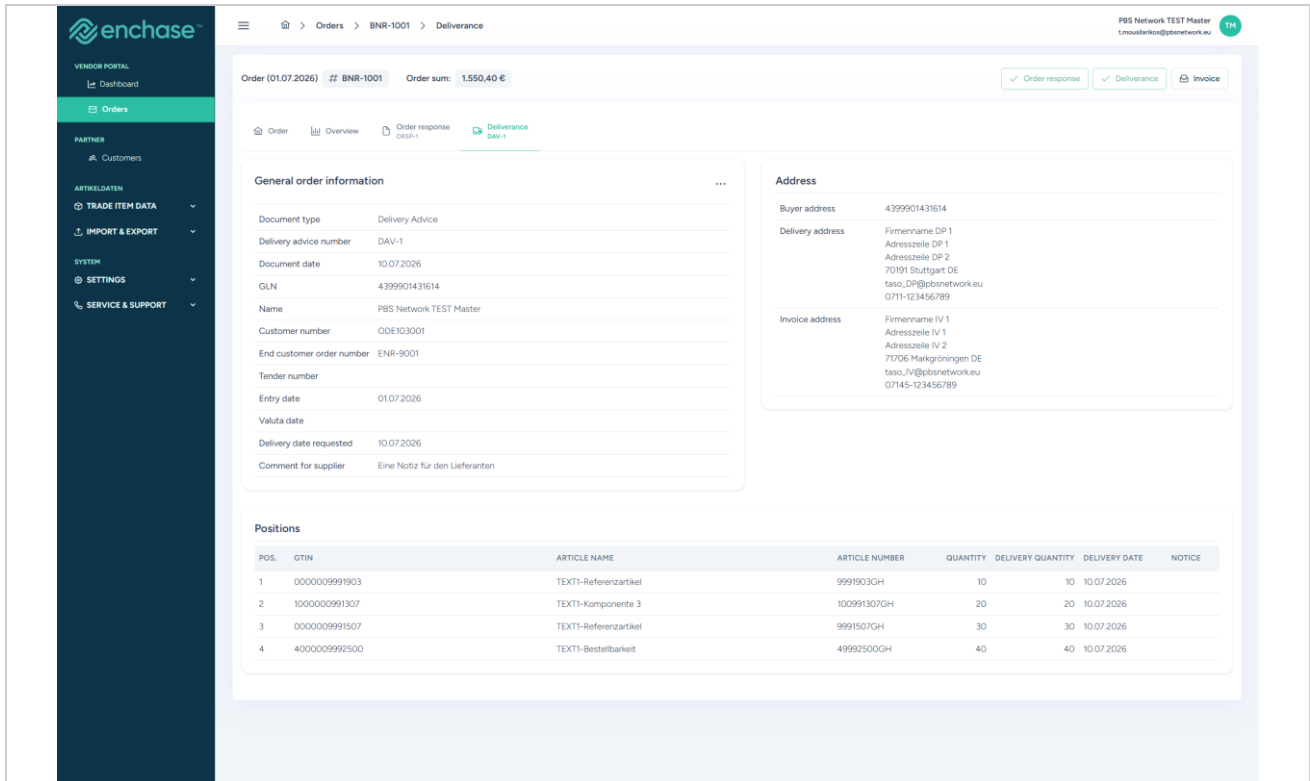 enchase™
Orders > BNR-1001 > Deliverance
PBS Network TEST Master
t.mousilarikos@pbsnetwork.eu
TM
VENDOR PORTAL
Dashboard
Orders
PARTNER
Customers
ARTIKELDATEN
TRADE ITEM DATA
IMPORT & EXPORT
SYSTEM
SETTINGS
SERVICE & SUPPORT
Order (01.07.2026) # BNR-1001 Order sum: 1.550,40 €
Order response Deliverance Invoice
Order Overview Order response Deliverance
ORSP-1 DAV-1
General order information ...
Document type Delivery Advice
Delivery advice number DAV-1
Document date 10.07.2026
GLN 4399901431614
Name PBS Network TEST Master
Customer number ODE103001
End customer order number ENR-9001
Tender number
Entry date 01.07.2026
Valuta date
Delivery date requested 10.07.2026
Comment for supplier Eine Notiz für den Lieferanten
Address
Buyer address 4399901431614
Delivery address Firmenname DP 1
Adresszeile DP 1
Adresszeile DP 2
70191 Stuttgart DE
taso_DP@pbsnetwork.eu
0711-123456789
Invoice address Firmenname IV 1
Adresszeile IV 1
Adresszeile IV 2
71706 Markgröningen DE
taso_IV@pbsnetwork.eu
07145-123456789
Positions
POS. GTIN ARTICLE NAME ARTICLE NUMBER QUANTITY DELIVERY QUANTITY DELIVERY DATE NOTICE
1 0000009991903 TEXT1-Referenzartikel 9991903GH 10 10 10.07.2026
2 1000000991307 TEXT1-Komponente 3 100991307GH 20 20 10.07.2026
3 0000009991507 TEXT1-Referenzartikel 9991507GH 30 30 10.07.2026
4 4000009992500 TEXT1-Bestellbarkeit 49992500GH 40 40 10.07.2026